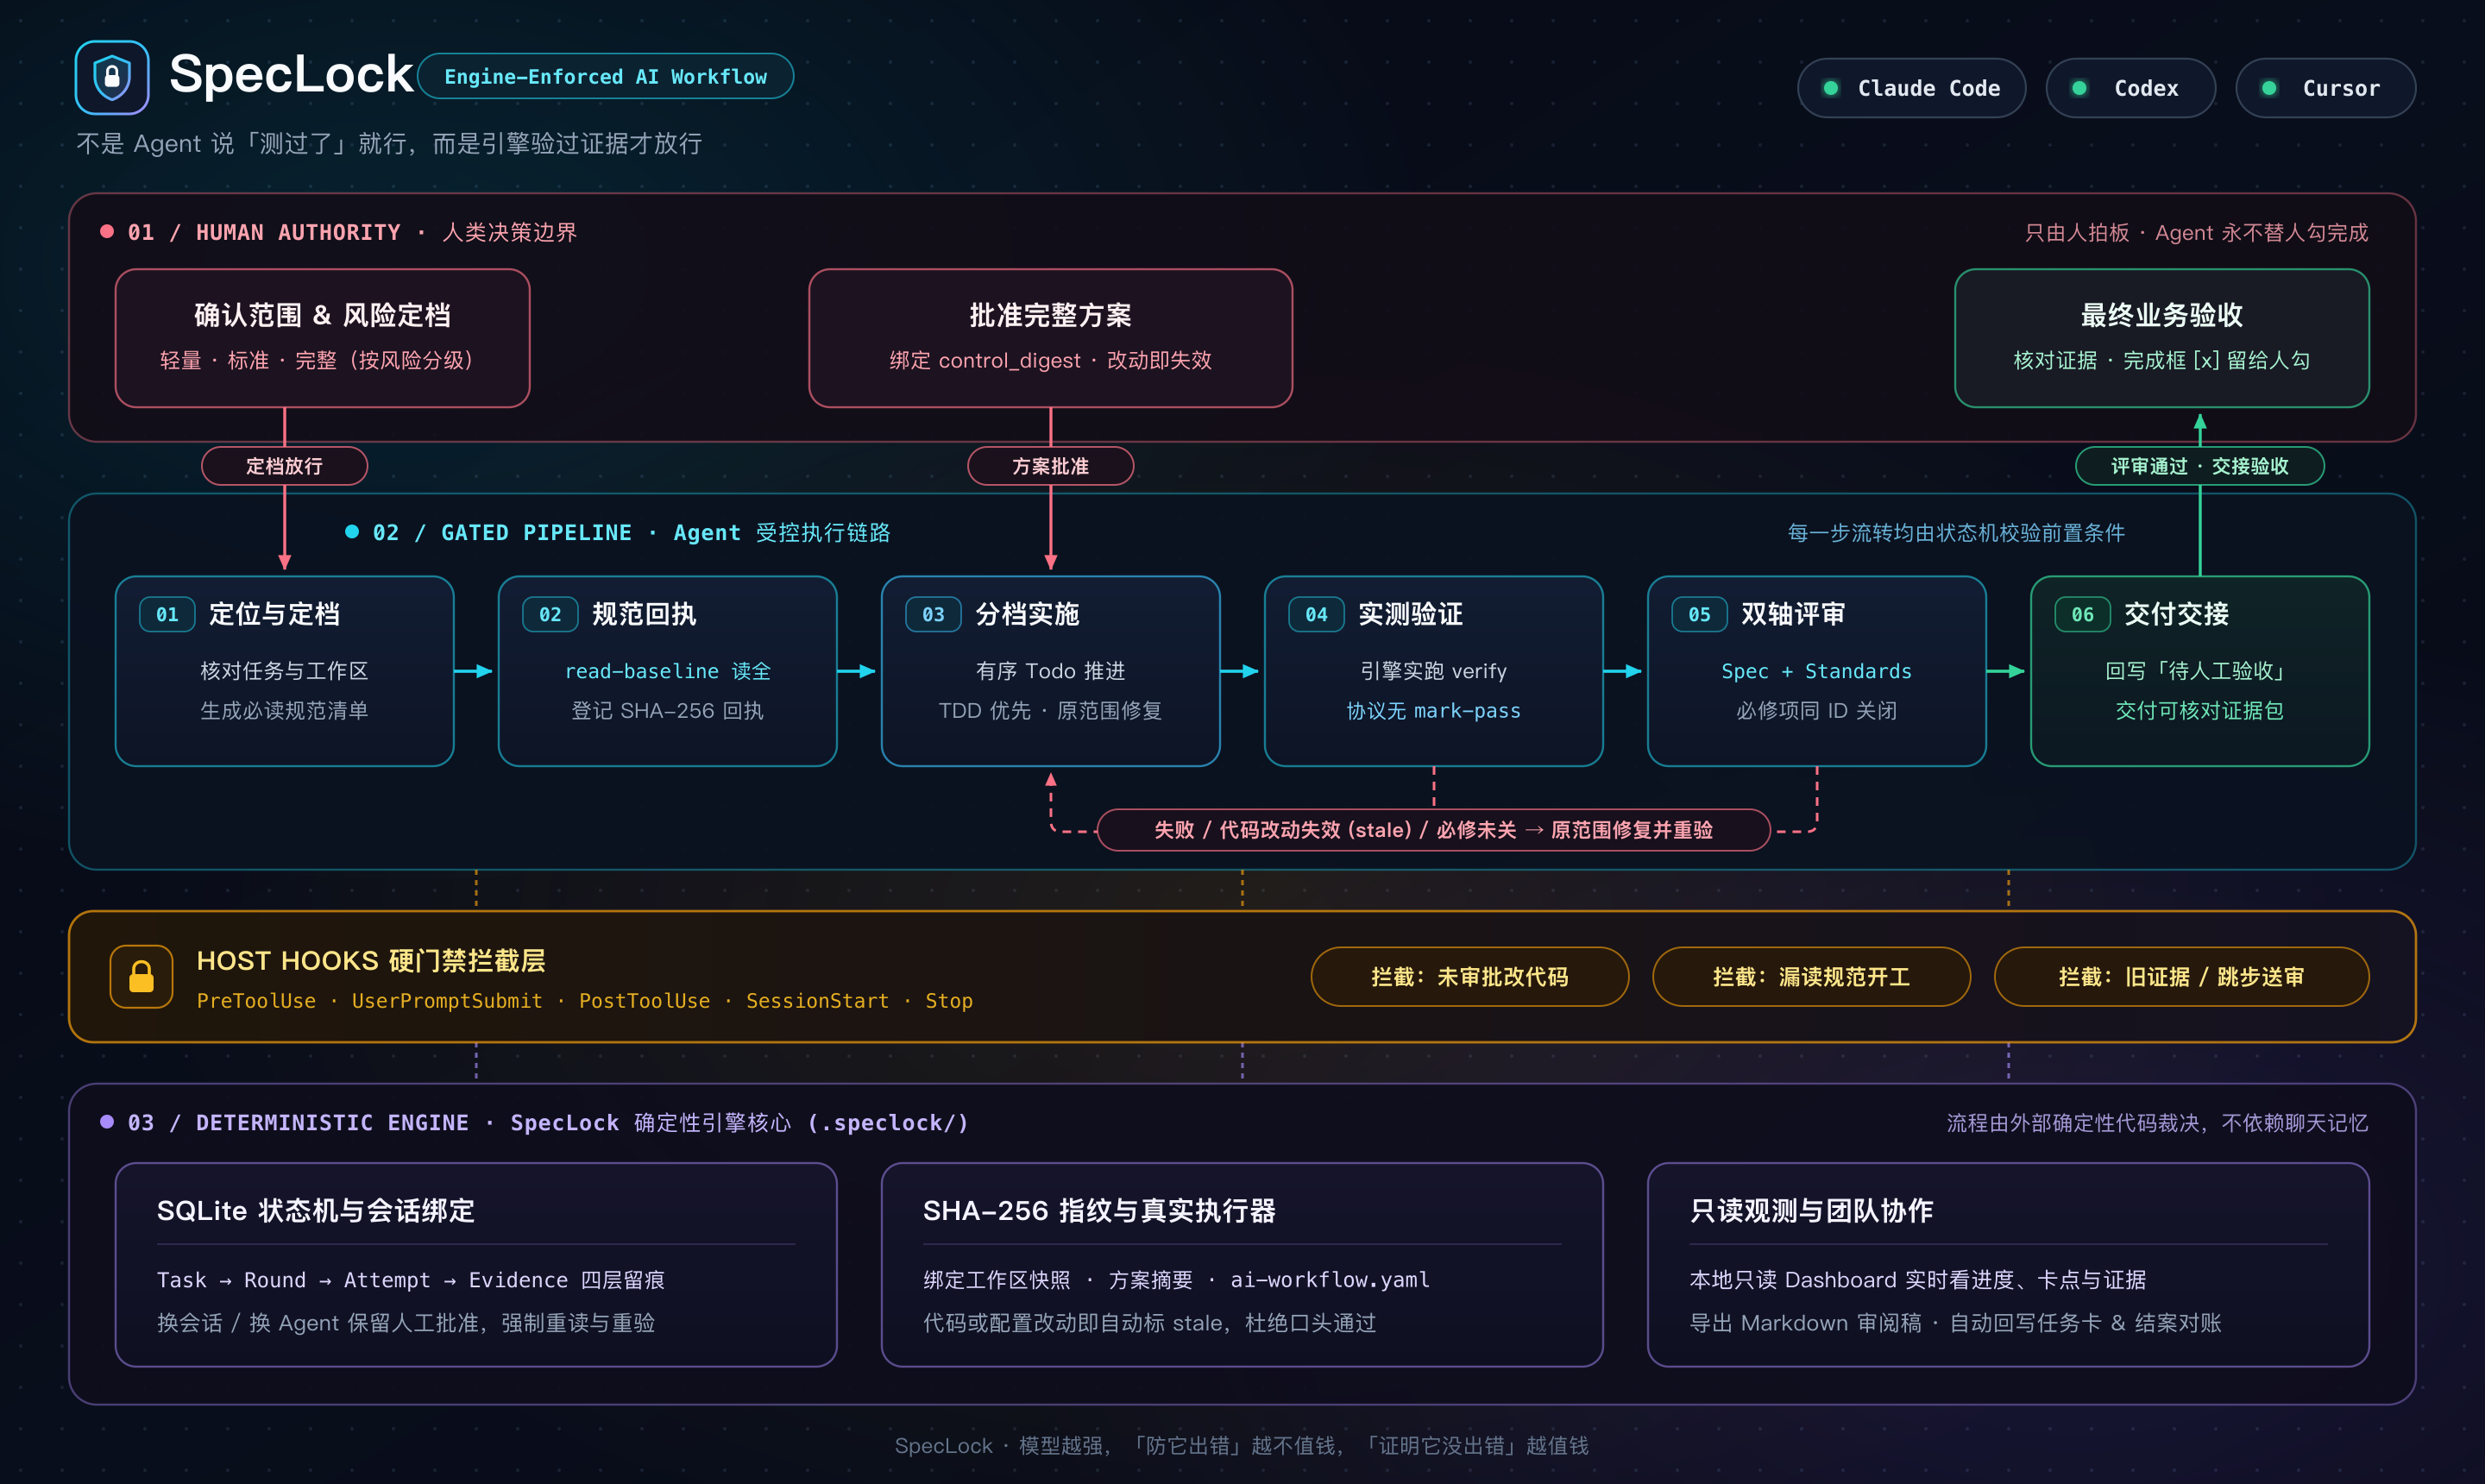 SpecLock
Engine-Enforced AI Workflow
Claude Code
Codex
Cursor
不是 Agent 说「测过了」就行，而是引擎验过证据才放行
01 / HUMAN AUTHORITY · 人类决策边界
只由人拍板 · Agent 永不替人勾完成
确认范围 & 风险定档
轻量 · 标准 · 完整（按风险分级）
批准完整方案
绑定 control_digest · 改动即失效
最终业务验收
核对证据 · 完成框 [x] 留给人勾
定档放行
方案批准
评审通过 · 交接验收
02 / GATED PIPELINE · Agent 受控执行链路
每一步流转均由状态机校验前置条件
01 定位与定档
核对任务与工作区
生成必读规范清单
02 规范回执
read-baseline 读全
登记 SHA-256 回执
03 分档实施
有序 Todo 推进
TDD 优先 · 原范围修复
04 实测验证
引擎实跑 verify
协议无 mark-pass
05 双轴评审
Spec + Standards
必修项同 ID 关闭
06 交付交接
回写「待人工验收」
交付可核对证据包
失败 / 代码改动失效 (stale) / 必修未关 → 原范围修复并重验
HOST HOOKS 硬门禁拦截层
PreToolUse · UserPromptSubmit · PostToolUse · SessionStart · Stop
拦截：未审批改代码
拦截：漏读规范开工
拦截：旧证据 / 跳步送审
03 / DETERMINISTIC ENGINE · SpecLock 确定性引擎核心 (.speclock/)
流程由外部确定性代码裁决，不依赖聊天记忆
SQLite 状态机与会话绑定
Task → Round → Attempt → Evidence 四层留痕
换会话 / 换 Agent 保留人工批准，强制重读与重验
SHA-256 指纹与真实执行器
绑定工作区快照 · 方案摘要 · ai-workflow.yaml
代码或配置改动即自动标 stale，杜绝口头通过
只读观测与团队协作
本地只读 Dashboard 实时看进度、卡点与证据
导出 Markdown 审阅稿 · 自动回写任务卡 & 结案对账
SpecLock · 模型越强，「防它出错」越不值钱，「证明它没出错」越值钱